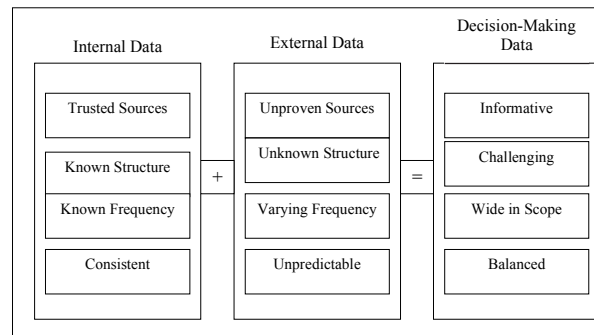 Internal Data
Trusted Sources
Known Structure
Known Frequency
Consistent
+
External Data
Unproven Sources
Unknown Structure
Varying Frequency
Unpredictable
=
Decision-Making
Data
Informative
Challenging
Wide in Scope
Balanced